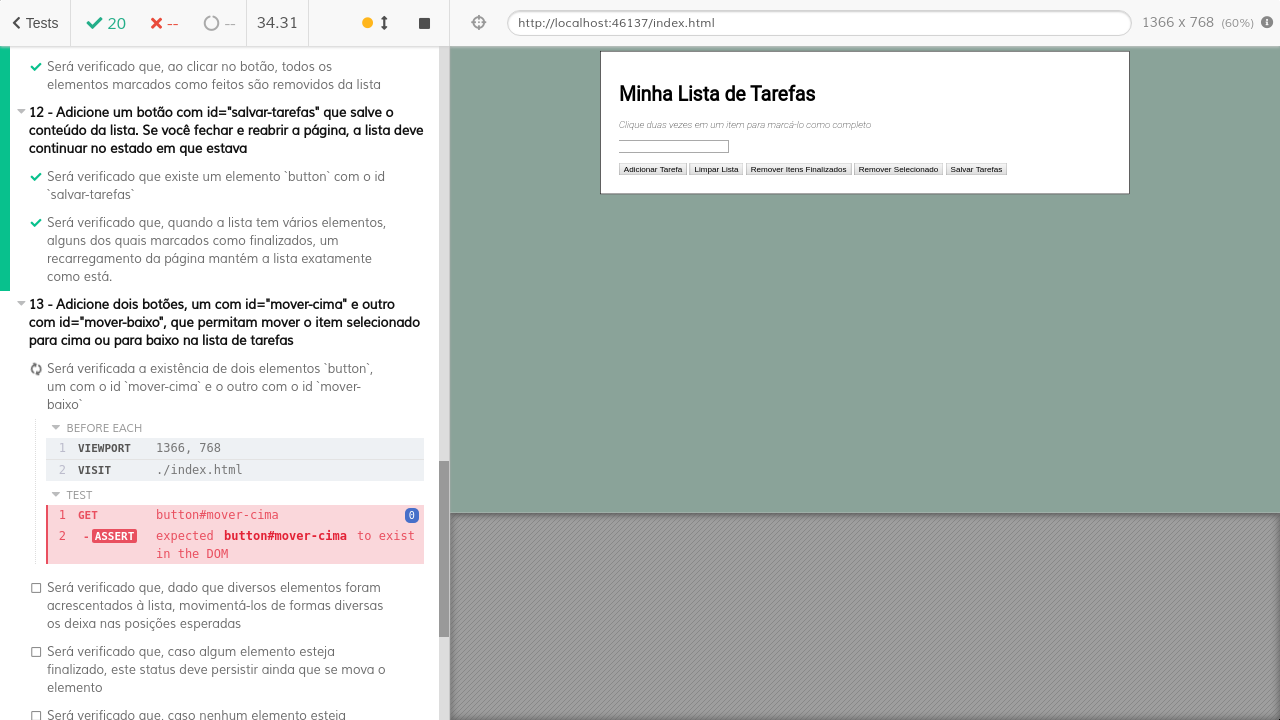 Tests
20
--
--
34.31
http://localhost:46137/index.html
1366 x 768 (60%)
Será verificado que, ao clicar no botão, todos os
elementos marcados como feitos são removidos da lista
12 - Adicione um botão com id="salvar-tarefas" que salve o
conteúdo da lista. Se você fechar e reabrir a página, a lista deve
continuar no estado em que estava
Será verificado que existe um elemento `button` com o id
`salvar-tarefas`
Será verificado que, quando a lista tem vários elementos,
alguns dos quais marcados como finalizados, um
recarregamento da página mantém a lista exatamente
como está.
13 - Adicione dois botões, um com id="mover-cima" e outro
com id="mover-baixo", que permitam mover o item selecionado
para cima ou para baixo na lista de tarefas
Será verificada a existência de dois elementos `button`,
um com o id `mover-cima` e o outro com o id `mover-
baixo`
BEFORE EACH
1 VIEWPORT 1366, 768
2 VISIT ./index.html
TEST
1 GET button#mover-cima 0
2 -ASSERT expected button#mover-cima to exist
in the DOM
Será verificado que, dado que diversos elementos foram
acrescentados à lista, movimentá-los de formas diversas
os deixa nas posições esperadas
Será verificado que, caso algum elemento esteja
finalizado, este status deve persistir ainda que se mova o
elemento
Será verificado que, caso nenhum elemento esteja
Minha Lista de Tarefas
Clique duas vezes em um item para marcá-lo como completo
Adicionar Tarefa Limpar Lista Remover Itens Finalizados Remover Selecionado Salvar Tarefas